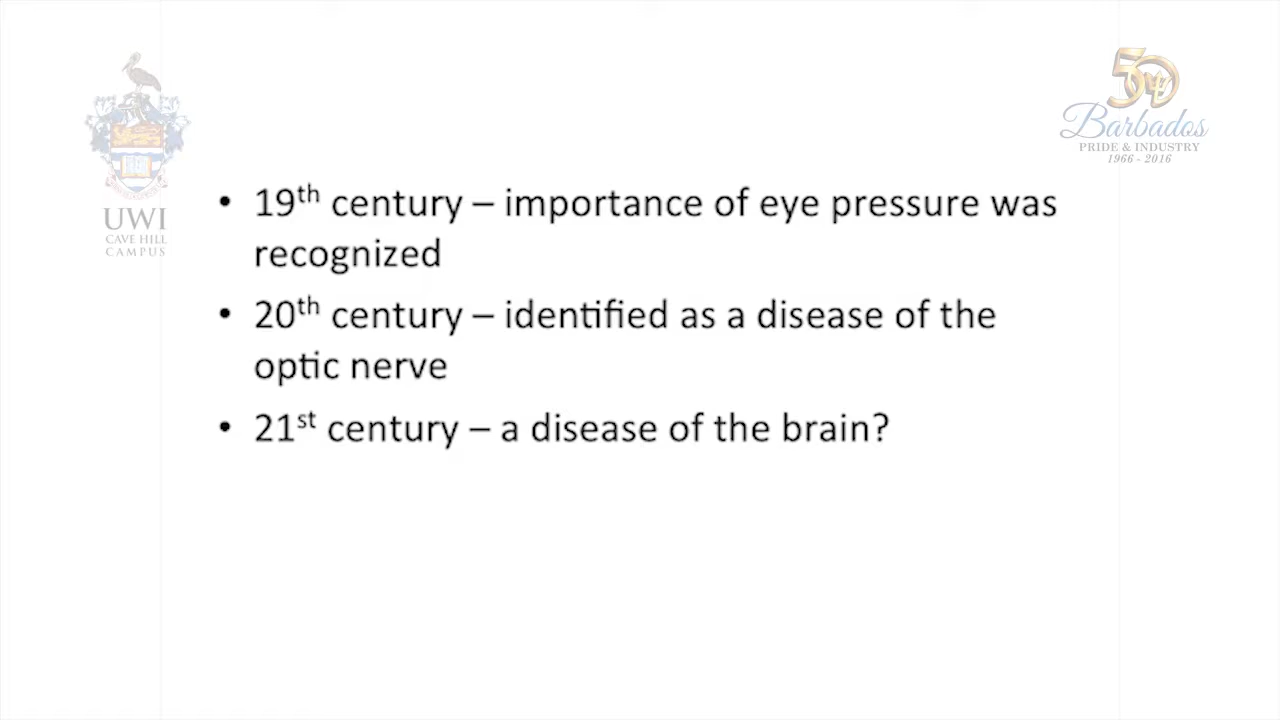 50
Barbados
PRIDE & INDUSTRY
1966 - 2016
UWI
CAVE HILL
CAMPUS
• 19th century – importance of eye pressure was
recognized
• 20th century – identified as a disease of the
optic nerve
• 21st century – a disease of the brain?